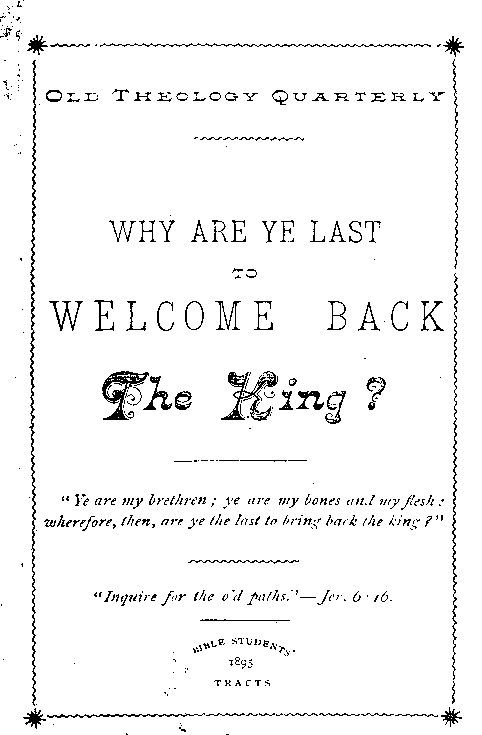 OLD THEOLOGY QUARTERLY
WHY ARE YE LAST
TO
WELCOME BACK
The King?
"Ye are my brethren; ye are my bones and my flesh:
wherefore, then, are ye the last to bring back the king?"
"Inquire for the old paths."—Jer. 6:16.
BIBLE STUDENTS'
1895
TRACTS